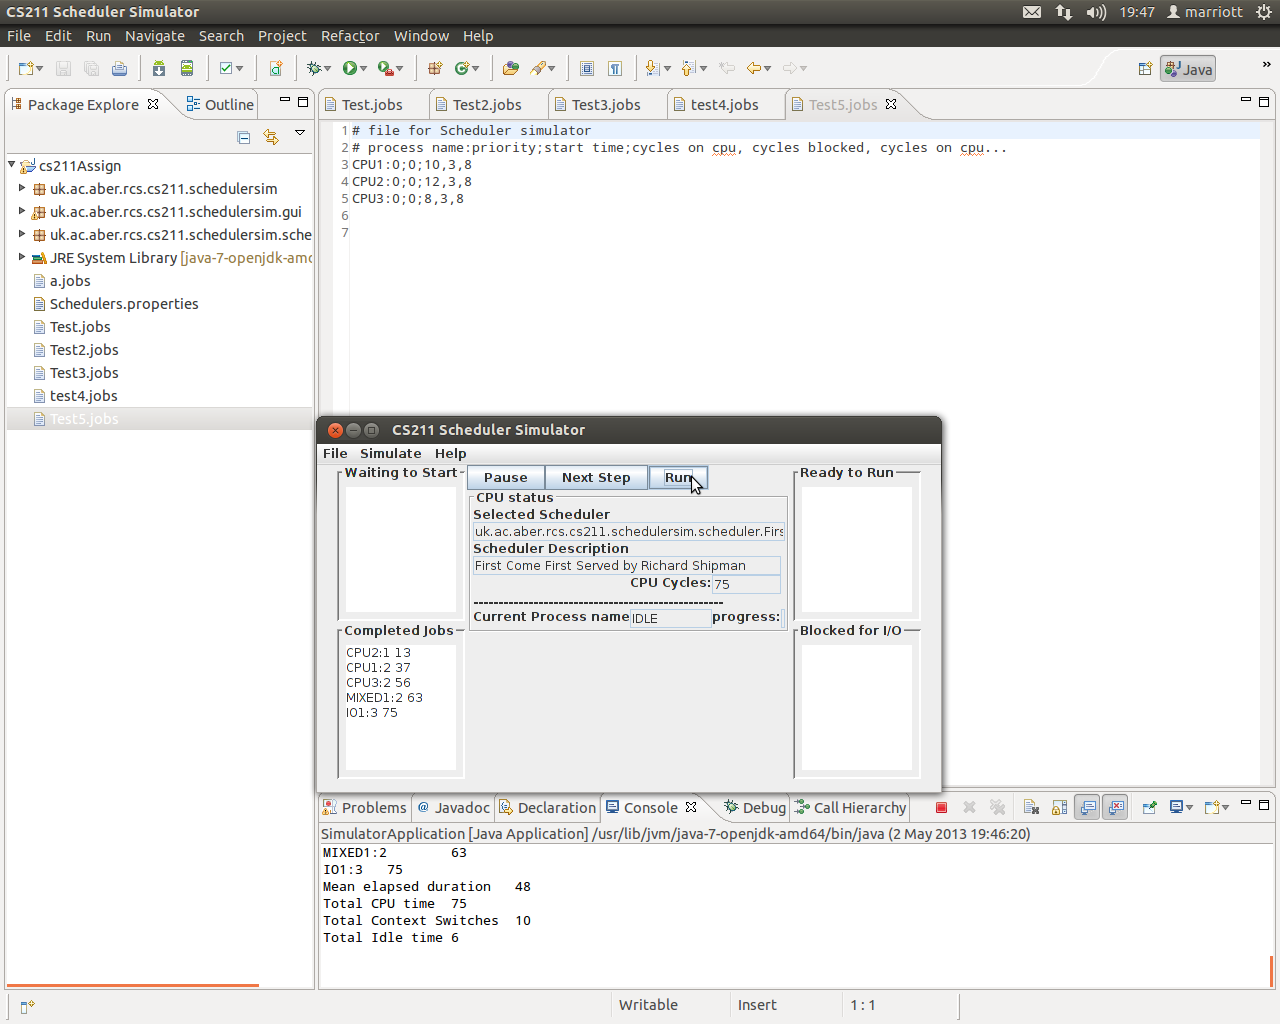 CS211 Scheduler Simulator
19:47
marriott
File Edit Run Navigate Search Project Refactor Window Help
Java
»
Package Explore
Outline
Test.jobs
Test2.jobs
Test3.jobs
test4.jobs
Test5.jobs
cs211Assign
uk.ac.aber.rcs.cs211.schedulersim
uk.ac.aber.rcs.cs211.schedulersim.gui
uk.ac.aber.rcs.cs211.schedulersim.sche
JRE System Library [java-7-openjdk-amd
a.jobs
Schedulers.properties
Test.jobs
Test2.jobs
Test3.jobs
test4.jobs
Test5.jobs
1 # file for Scheduler simulator
2 # process name:priority;start time;cycles on cpu, cycles blocked, cycles on cpu...
3 CPU1:0;0;10,3,8
4 CPU2:0;0;12,3,8
5 CPU3:0;0;8,3,8
6
7
CS211 Scheduler Simulator
File Simulate Help
Waiting to Start
Pause
Next Step
Run
Ready to Run
CPU status
Selected Scheduler
uk.ac.aber.rcs.cs211.schedulersim.scheduler.Firs
Scheduler Description
First Come First Served by Richard Shipman
CPU Cycles: 75
--------------------------------------------------
Current Process name IDLE progress:
Completed Jobs
CPU2:1 13
CPU1:2 37
CPU3:2 56
MIXED1:2 63
IO1:3 75
Blocked for I/O
Problems
@ Javadoc
Declaration
Console
Debug
Call Hierarchy
SimulatorApplication [Java Application] /usr/lib/jvm/java-7-openjdk-amd64/bin/java (2 May 2013 19:46:20)
MIXED1:2 63
IO1:3 75
Mean elapsed duration 48
Total CPU time 75
Total Context Switches 10
Total Idle time 6
Writable
Insert
1 : 1